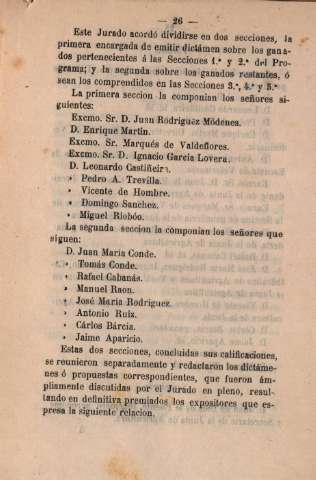 — 26 —
Este Jurado acordó dividirse en dos secciones, la
primera encargada de emitir dictámen sobre los gana-
dos pertenecientes á las Secciones 1.ª y 2.ª del Pro-
grama; y la segunda sobre los ganados restantes, ó
sean los comprendidos en las Secciones 3.ª, 4.ª y 5.ª
La primera seccion la componian los señores si-
guientes:
Excmo. Sr. D. Juan Rodriguez Módenes.
D. Enrique Martin.
Excmo. Sr. Marqués de Valdeflores.
Excmo. Sr. D. Ignacio García Lovera.
D. Leonardo Castiñeira.
» Pedro A. Trevilla.
» Vicente de Hombre.
» Domingo Sanchez.
» Miguel Riobóo.
La segunda seccion la componian los señores que
siguen:
D. Juan María Conde.
» Tomás Conde.
» Rafael Cabanás.
» Manuel Raon.
» José María Rodriguez.
» Antonio Ruiz.
» Cárlos Bárcia.
» Jaime Aparicio.
Estas dos secciones, concluidas sus calificaciones,
se reunieron separadamente y redactaron los dictáme-
nes ó propuestas correspondientes, que fueron ám-
pliamente discutidas por el Jurado en pleno, resul-
tando en definitiva premiados los expositores que es-
presa la siguiente relacion.